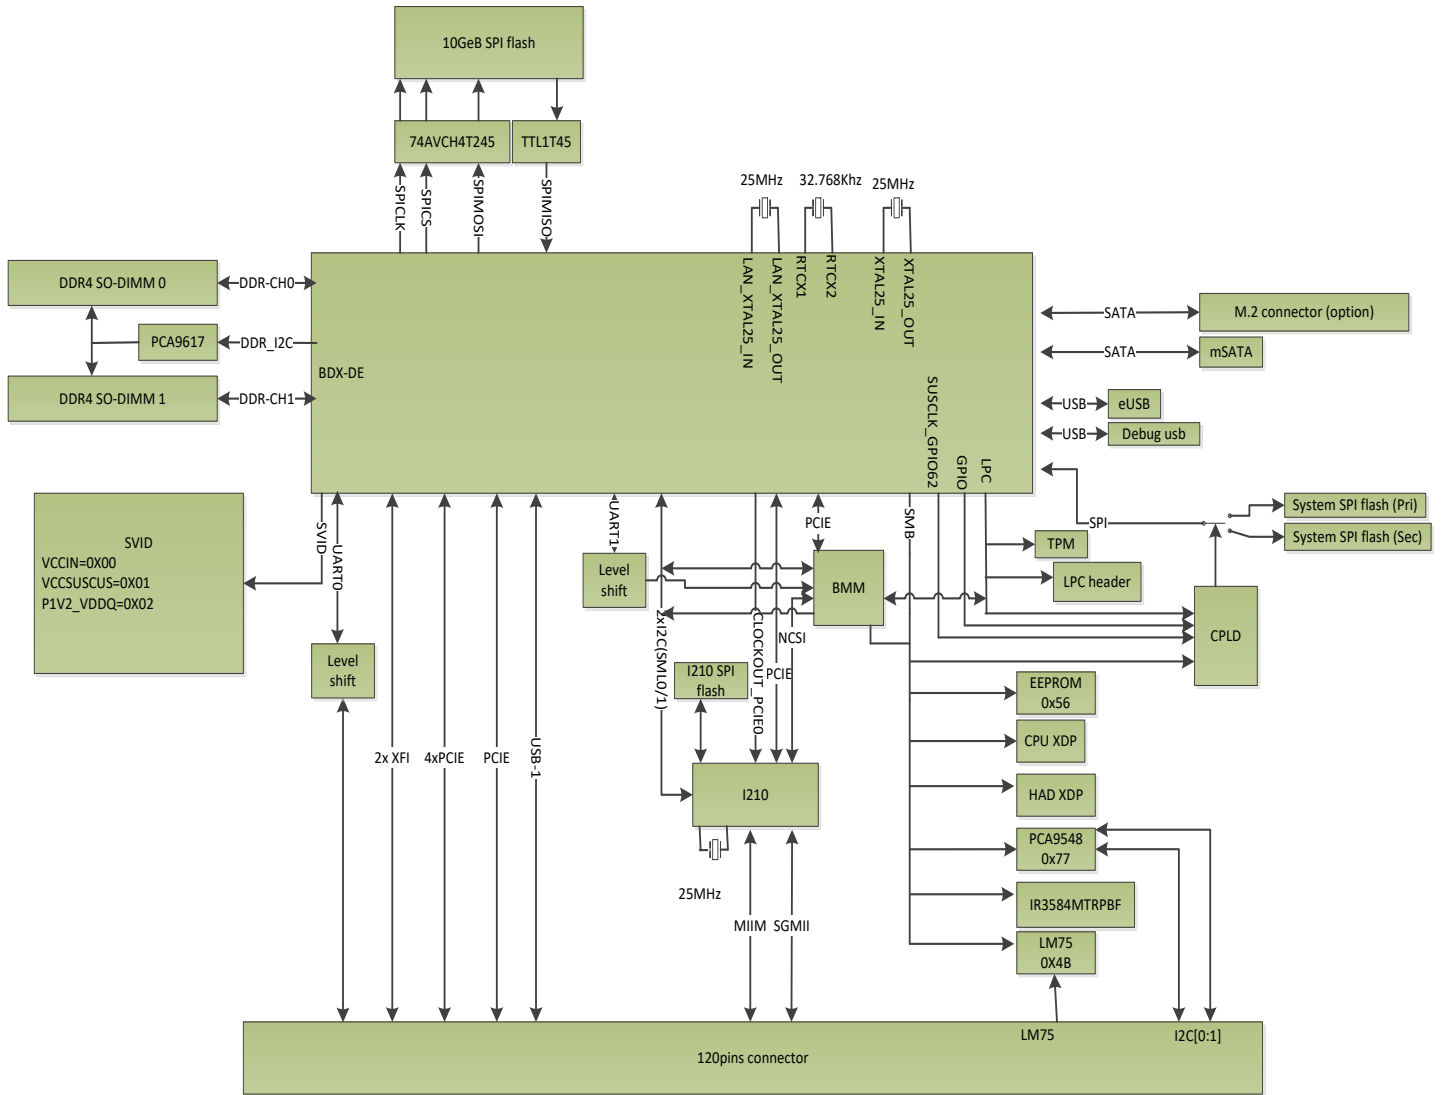 10GeB SPI flash
74AVCH4T245
TTL1T45
SPICLK
SPICS
SPIMOSI
SPIMISO
25MHz
32.768Khz
25MHz
LAN_XTAL25_IN
LAN_XTAL25_OUT
RTCX1
RTCX2
XTAL25_IN
XTAL25_OUT
DDR4 SO-DIMM 0
DDR-CH0
PCA9617
DDR_I2C
BDX-DE
DDR4 SO-DIMM 1
DDR-CH1
SATA
M.2 connector (option)
SATA
mSATA
USB
eUSB
USB
Debug usb
SUSCLK_GPIO62
GPIO
LPC
SPI
System SPI flash (Pri)
System SPI flash (Sec)
SVID
VCCIN=0X00
VCCSUSCUS=0X01
P1V2_VDDQ=0X02
SVID
UART0
UART1
PCIE
SMB
TPM
LPC header
Level
shift
BMM
CPLD
Level
shift
2xI2C(SML0/1)
CLOCKOUT_PCIE0
NCSI
PCIE
I210 SPI
flash
EEPROM
0x56
CPU XDP
2x XFI
4xPCIE
PCIE
USB-1
I210
HAD XDP
PCA9548
0x77
25MHz
IR3584MTRPBF
MIIM
SGMII
LM75
0X4B
LM75
I2C[0:1]
120pins connector